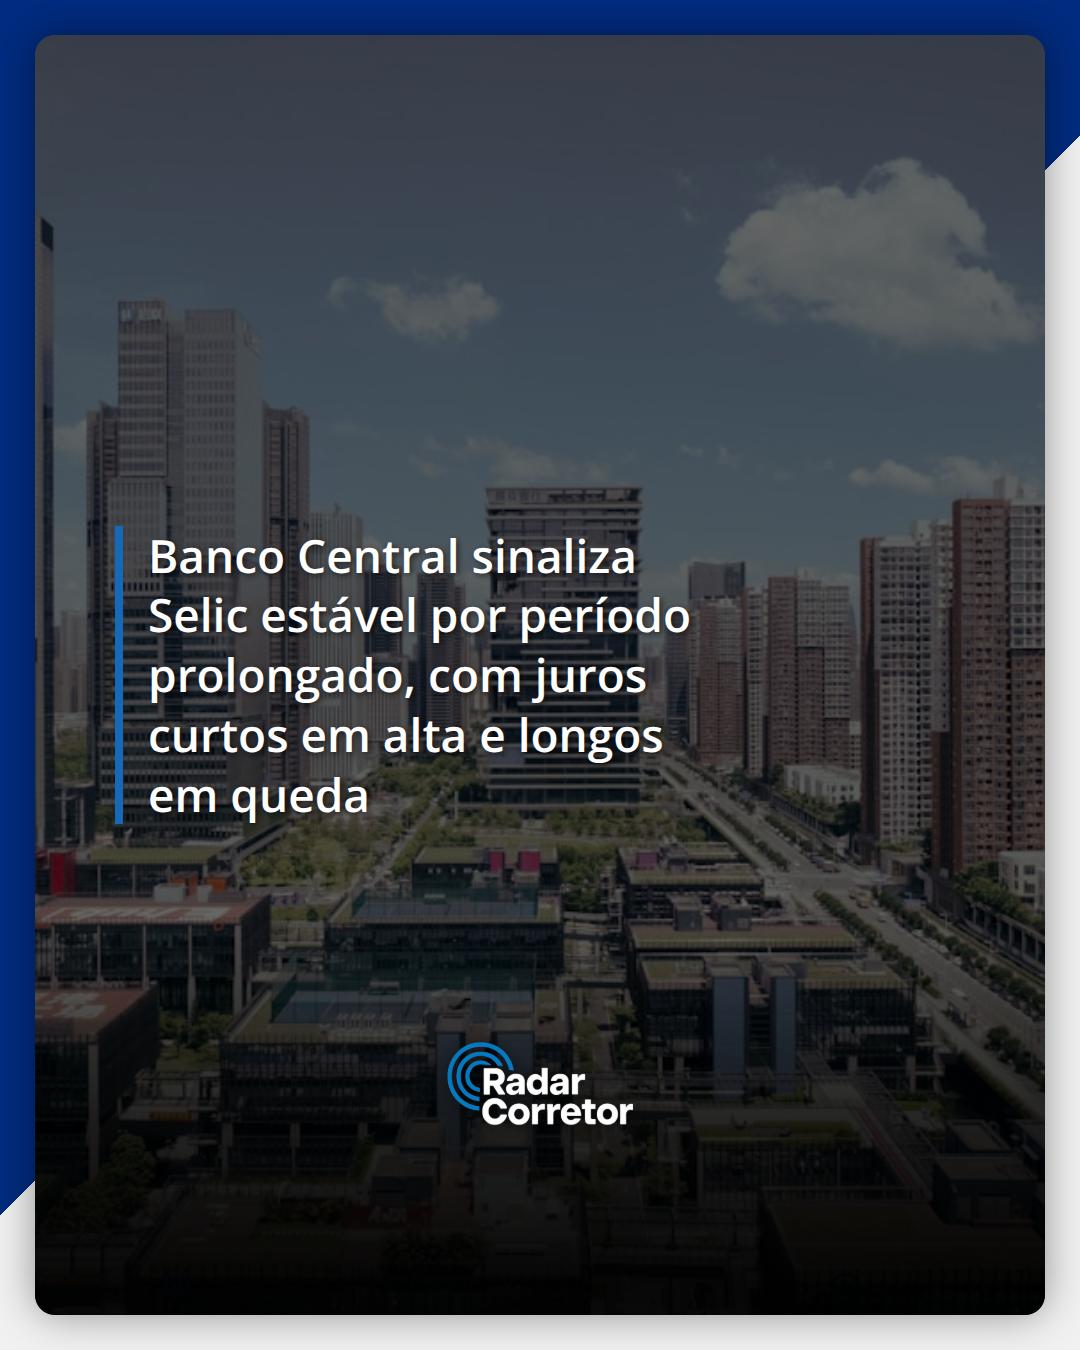 Banco Central sinaliza
Selic estável por período
prolongado, com juros
curtos em alta e longos
em queda
Radar
Corretor